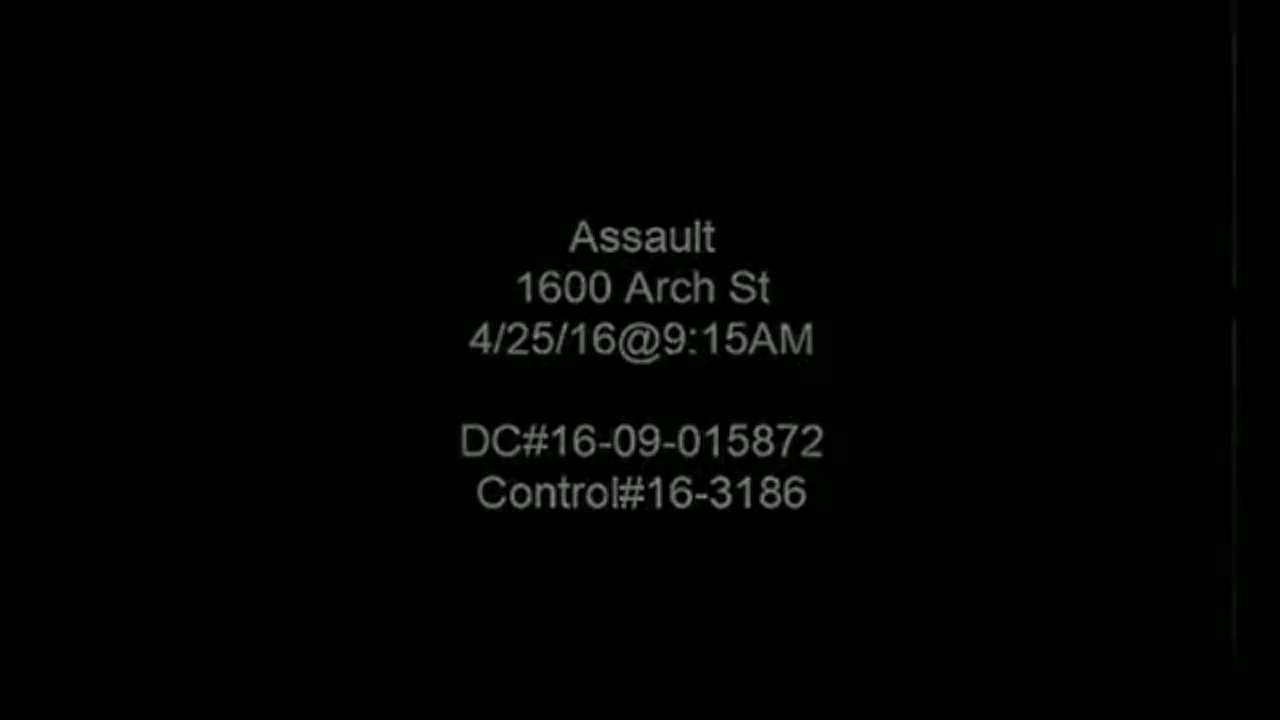 Assault
1600 Arch St
4/25/16@9:15AM
DC#16-09-015872
Control#16-3186